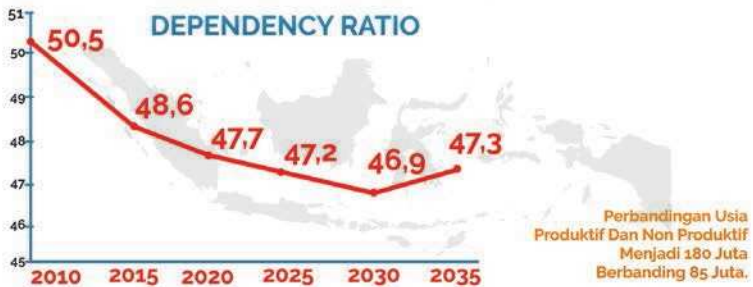 DEPENDENCY RATIO
51
50
49
48
47
46
45
50,5
48,6
47,7
47,2
46,9
47,3
2010 2015 2020 2025 2030 2035
Perbandingan Usia
Produktif Dan Non Produktif
Menjadi 180 Juta
Berbanding 85 Juta.